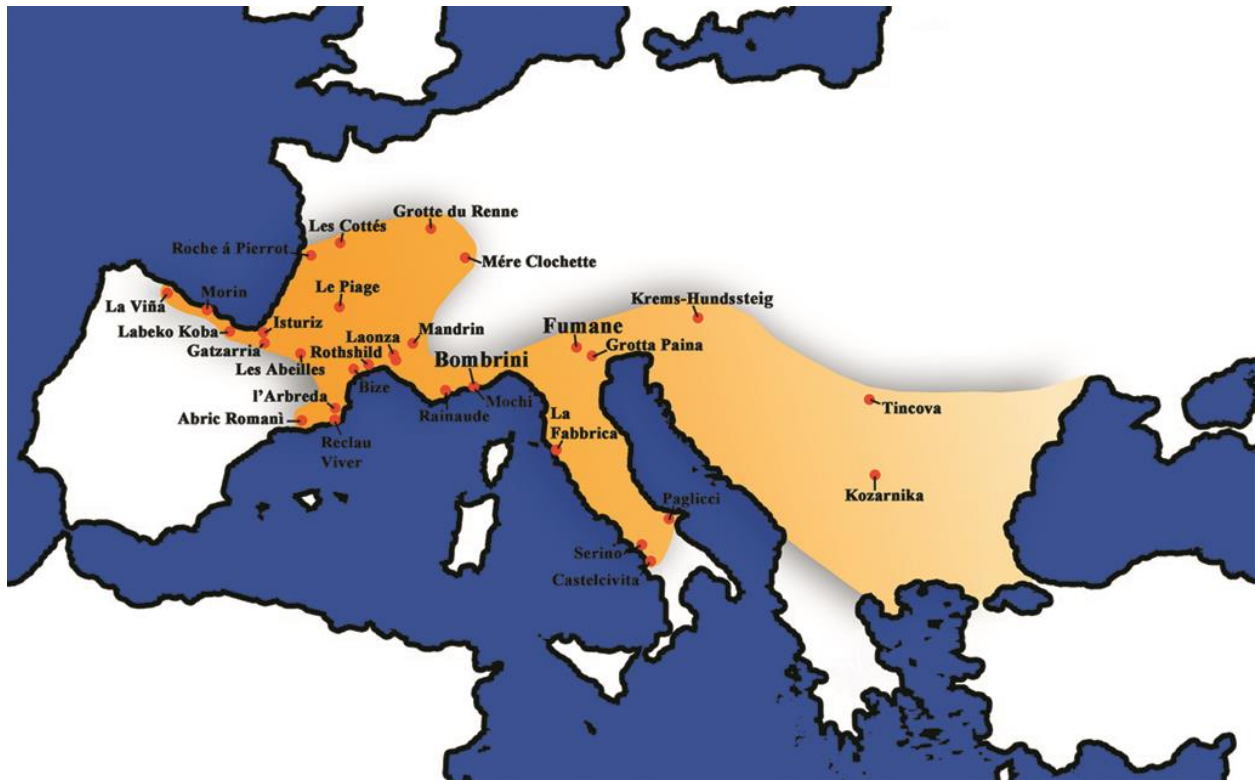 Grotte du Renne
Les Cottés
Roche á Pierrot
Mére Clochette
Le Piage
La Viña
Morin
Krems-Hundssteig
Labeko Koba
Isturiz
Mandrin
Fumane
Gatzarria
Laonza
Rothshild
Grotta Paina
Les Abeilles
Bombrini
Bize
l'Arbreda
Rainaude
Mochi
Abric Romanì
Tincova
Reclau
Viver
La
Fabbrica
Paglicci
Kozarnika
Serino
Castelcivita